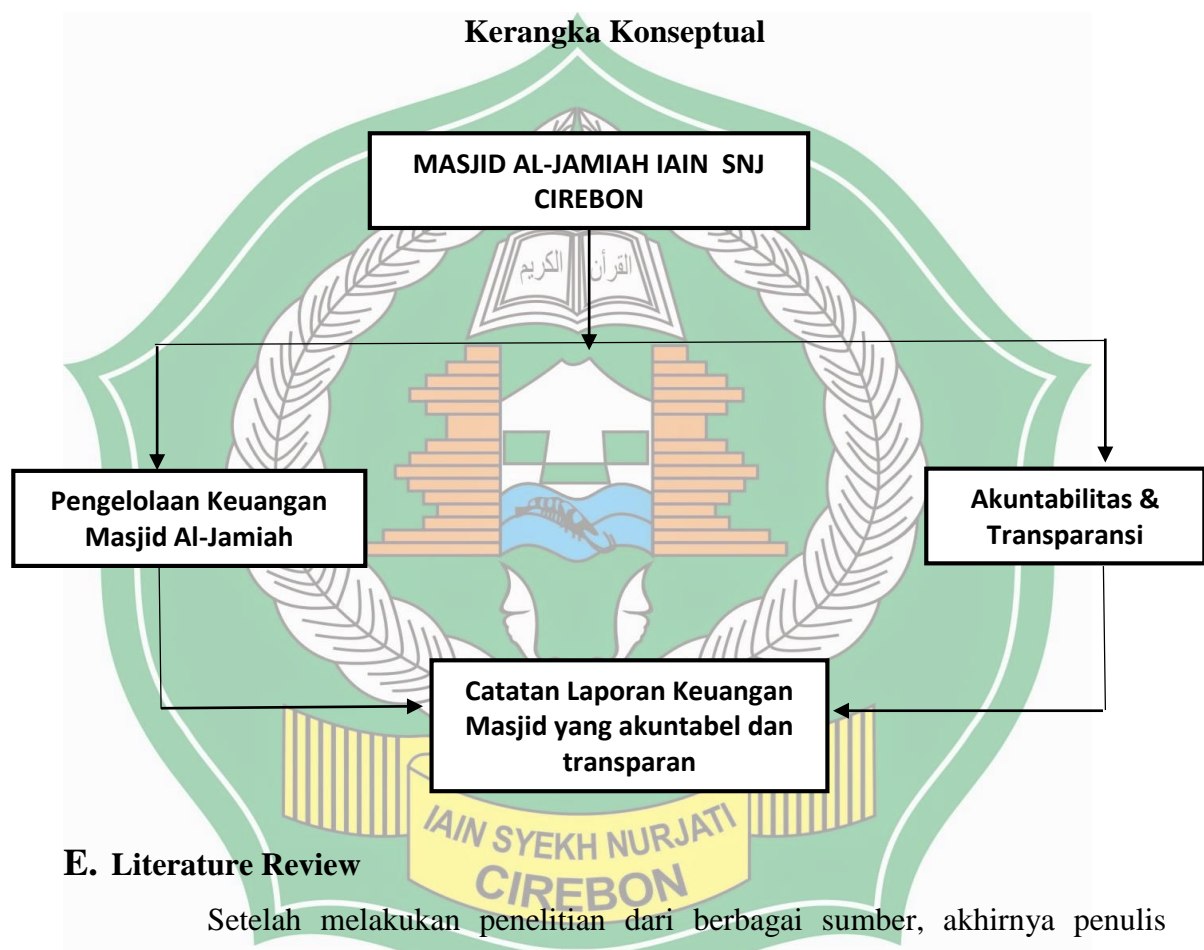 Kerangka Konseptual
MASJID AL-JAMIAH IAIN SNJ
CIREBON
القرآن الكريم
Pengelolaan Keuangan
Masjid Al-Jamiah
Akuntabilitas &
Transparansi
Catatan Laporan Keuangan
Masjid yang akuntabel dan
transparan
IAIN SYEKH NURJATI
CIREBON
E. Literature Review
Setelah melakukan penelitian dari berbagai sumber, akhirnya penulis